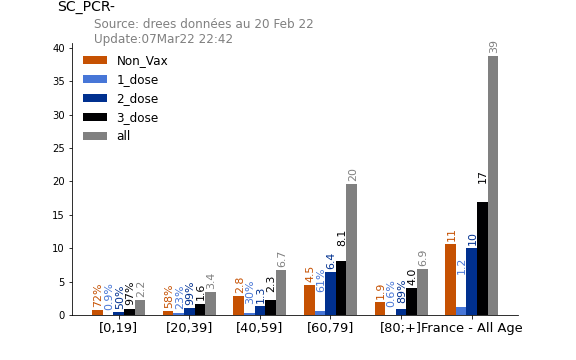 SC_PCR-
Source: drees données au 20 Feb 22
Update:07Mar22 22:42
40
35
30
25
20
15
10
5
0
Non_Vax
1_dose
2_dose
3_dose
all
72% 0.9% 50% 97% 2.2
58% 23% 99% 1.6 3.4
2.8 30% 1.3 2.3 6.7
4.5 61% 6.4 8.1 20
1.9 0.6% 89% 4.0 6.9
11 1.2 10 17 39
[0,19] [20,39] [40,59] [60,79] [80;+] France - All Age